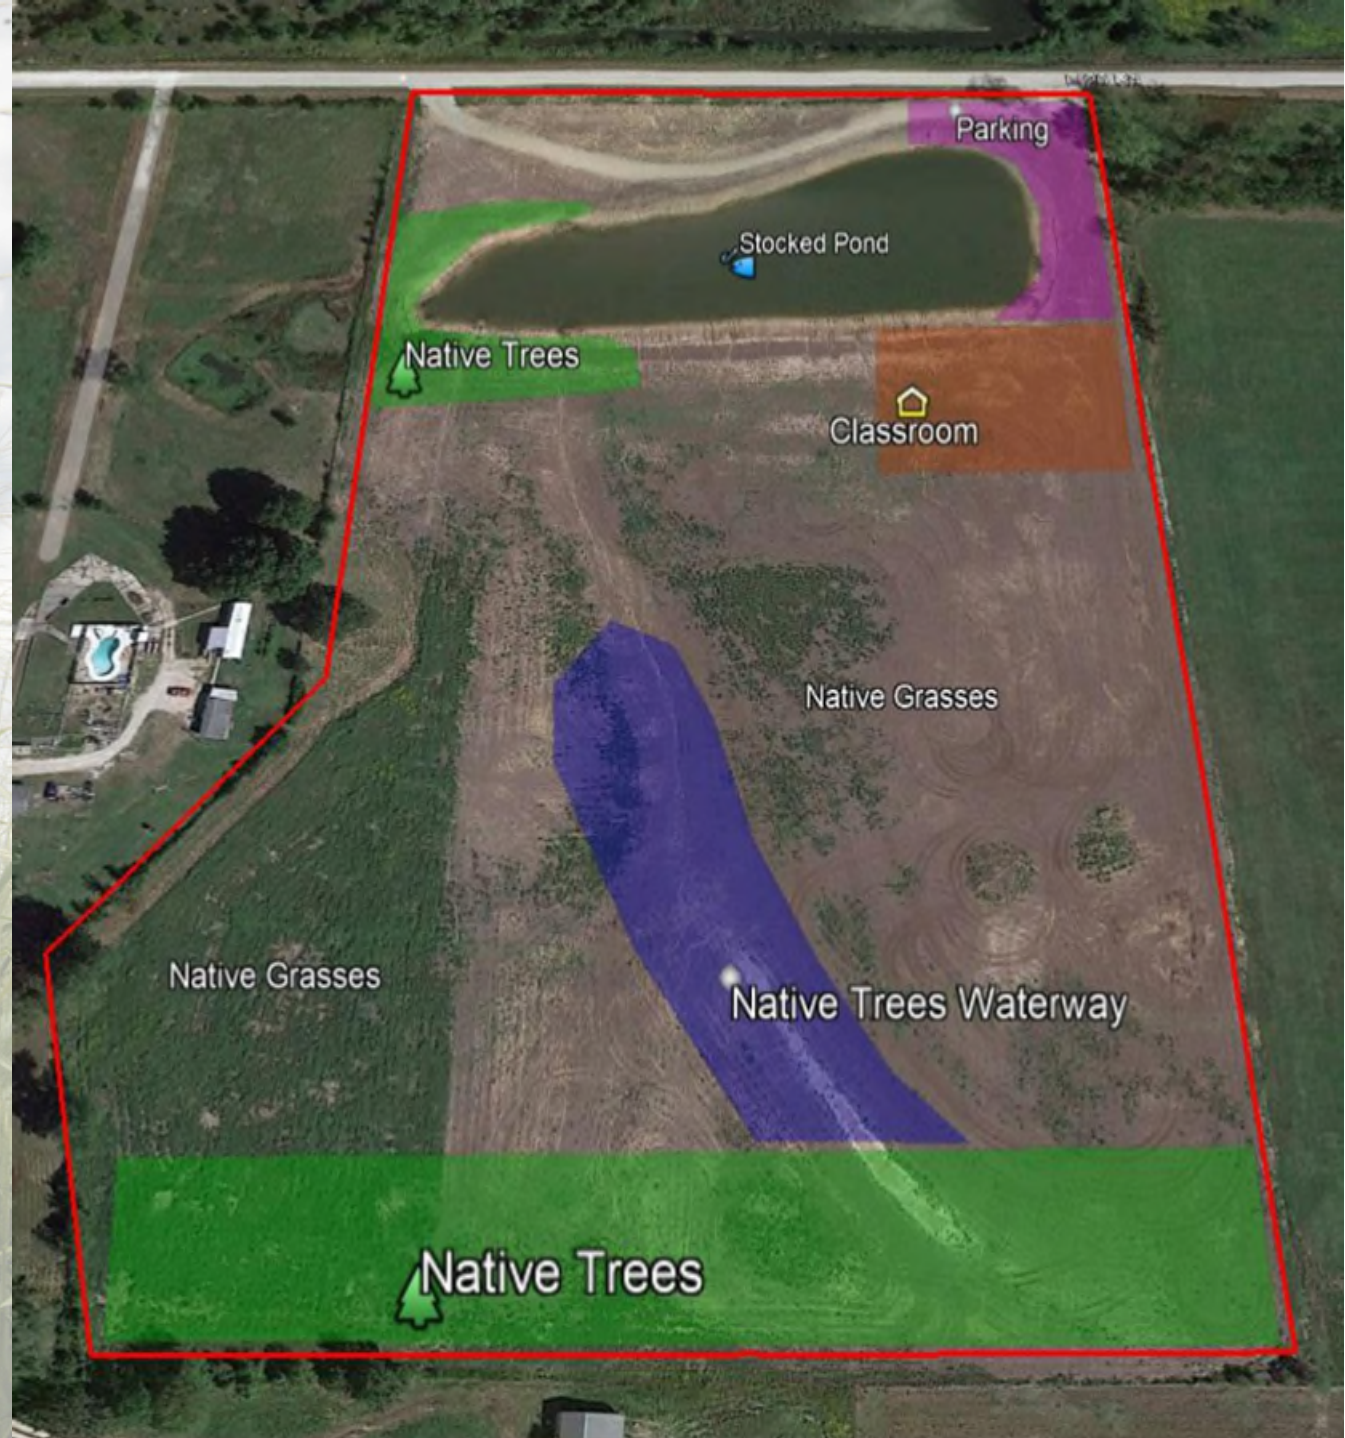 Parking
Stocked Pond
Native Trees
Classroom
Native Grasses
Native Grasses
Native Trees Waterway
Native Trees